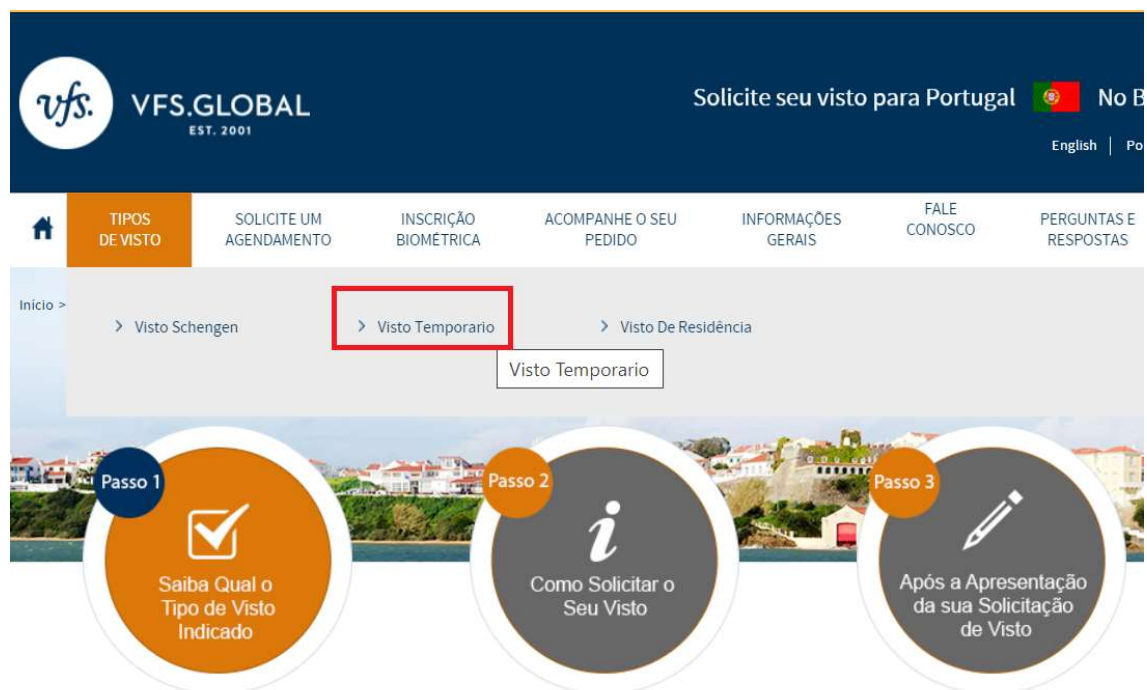 vfs.
VFS.GLOBAL
EST. 2001
Solicite seu visto para Portugal
No B
English | Po
TIPOS
DE VISTO
SOLICITE UM
AGENDAMENTO
INSCRIÇÃO
BIOMÉTRICA
ACOMPANHE O SEU
PEDIDO
INFORMAÇÕES
GERAIS
FALE
CONOSCO
PERGUNTAS E
RESPOSTAS
Início >
> Visto Schengen
> Visto Temporario
> Visto De Residência
Visto Temporario
Passo 1
Saiba Qual o
Tipo de Visto
Indicado
Passo 2
Como Solicitar o
Seu Visto
Passo 3
Após a Apresentação
da sua Solicitação
de Visto